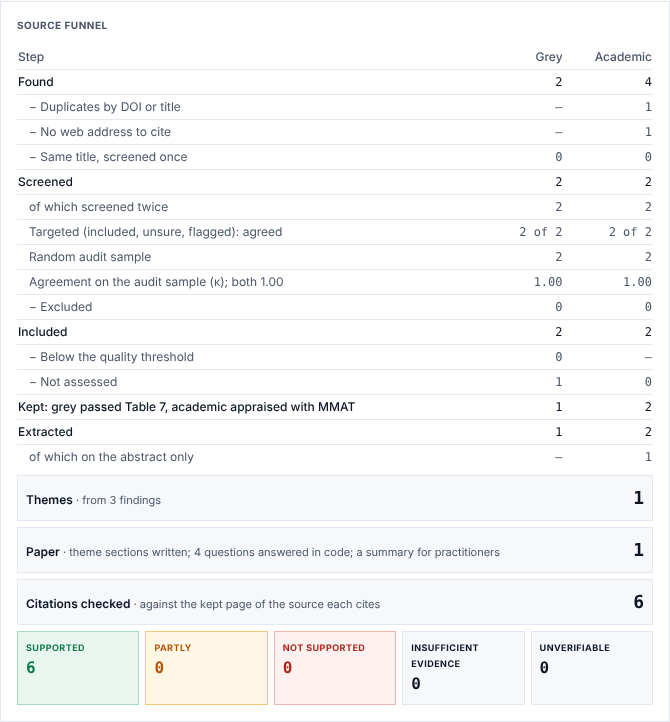 SOURCE FUNNEL
Step Grey Academic
Found 2 4
– Duplicates by DOI or title — 1
– No web address to cite — 1
– Same title, screened once 0 0
Screened 2 2
of which screened twice 2 2
Targeted (included, unsure, flagged): agreed 2 of 2 2 of 2
Random audit sample 2 2
Agreement on the audit sample (κ); both 1.00 1.00 1.00
– Excluded 0 0
Included 2 2
– Below the quality threshold 0 —
– Not assessed 1 0
Kept: grey passed Table 7, academic appraised with MMAT 1 2
Extracted 1 2
of which on the abstract only — 1
Themes · from 3 findings 1
Paper · theme sections written; 4 questions answered in code; a summary for practitioners 1
Citations checked · against the kept page of the source each cites 6
SUPPORTED
6
PARTLY
0
NOT SUPPORTED
0
INSUFFICIENT
EVIDENCE
0
UNVERIFIABLE
0